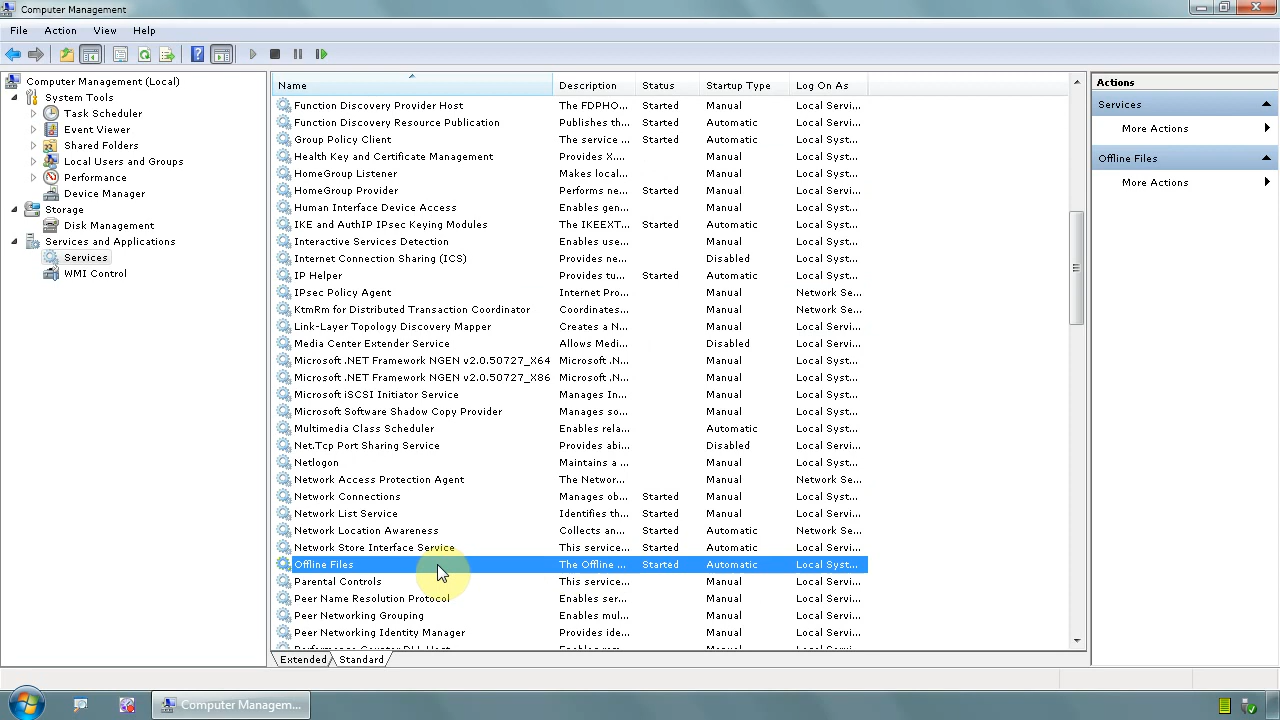 Computer Management
File Action View Help
Computer Management (Local)
System Tools
Task Scheduler
Event Viewer
Shared Folders
Local Users and Groups
Performance
Device Manager
Storage
Disk Management
Services and Applications
Services
WMI Control
Name Description Status Startup Type Log On As
Function Discovery Provider Host The FDPHO... Started Manual Local Servi...
Function Discovery Resource Publication Publishes th... Started Automatic Local Servi...
Group Policy Client The service ... Started Automatic Local Syst...
Health Key and Certificate Management Provides X.... Manual Local Syst...
HomeGroup Listener Makes local... Manual Local Syst...
HomeGroup Provider Performs ne... Started Manual Local Servi...
Human Interface Device Access Enables gen... Manual Local Syst...
IKE and AuthIP IPsec Keying Modules The IKEEXT... Started Automatic Local Syst...
Interactive Services Detection Enables use... Manual Local Syst...
Internet Connection Sharing (ICS) Provides ne... Disabled Local Syst...
IP Helper Provides tu... Started Automatic Local Syst...
IPsec Policy Agent Internet Pro... Manual Network Se...
KtmRm for Distributed Transaction Coordinator Coordinates... Manual Network Se...
Link-Layer Topology Discovery Mapper Creates a N... Manual Local Servi...
Media Center Extender Service Allows Medi... Disabled Local Servi...
Microsoft .NET Framework NGEN v2.0.50727_X64 Microsoft .N... Manual Local Syst...
Microsoft .NET Framework NGEN v2.0.50727_X86 Microsoft .N... Manual Local Syst...
Microsoft iSCSI Initiator Service Manages In... Manual Local Syst...
Microsoft Software Shadow Copy Provider Manages so... Manual Local Syst...
Multimedia Class Scheduler Enables rela... Automatic Local Syst...
Net.Tcp Port Sharing Service Provides abi... Disabled Local Servi...
Netlogon Maintains a ... Manual Local Syst...
Network Access Protection Agent The Networ... Manual Network Se...
Network Connections Manages ob... Started Manual Local Syst...
Network List Service Identifies th... Started Manual Local Servi...
Network Location Awareness Collects an... Started Automatic Network Se...
Network Store Interface Service This service... Started Automatic Local Servi...
Offline Files The Offline ... Started Automatic Local Syst...
Parental Controls This service... Manual Local Servi...
Peer Name Resolution Protocol Enables ser... Manual Local Servi...
Peer Networking Grouping Enables mul... Manual Local Servi...
Peer Networking Identity Manager Provides ide... Manual Local Servi...
Extended Standard
Actions
Services
More Actions
Offline Files
More Actions
Computer Managem...